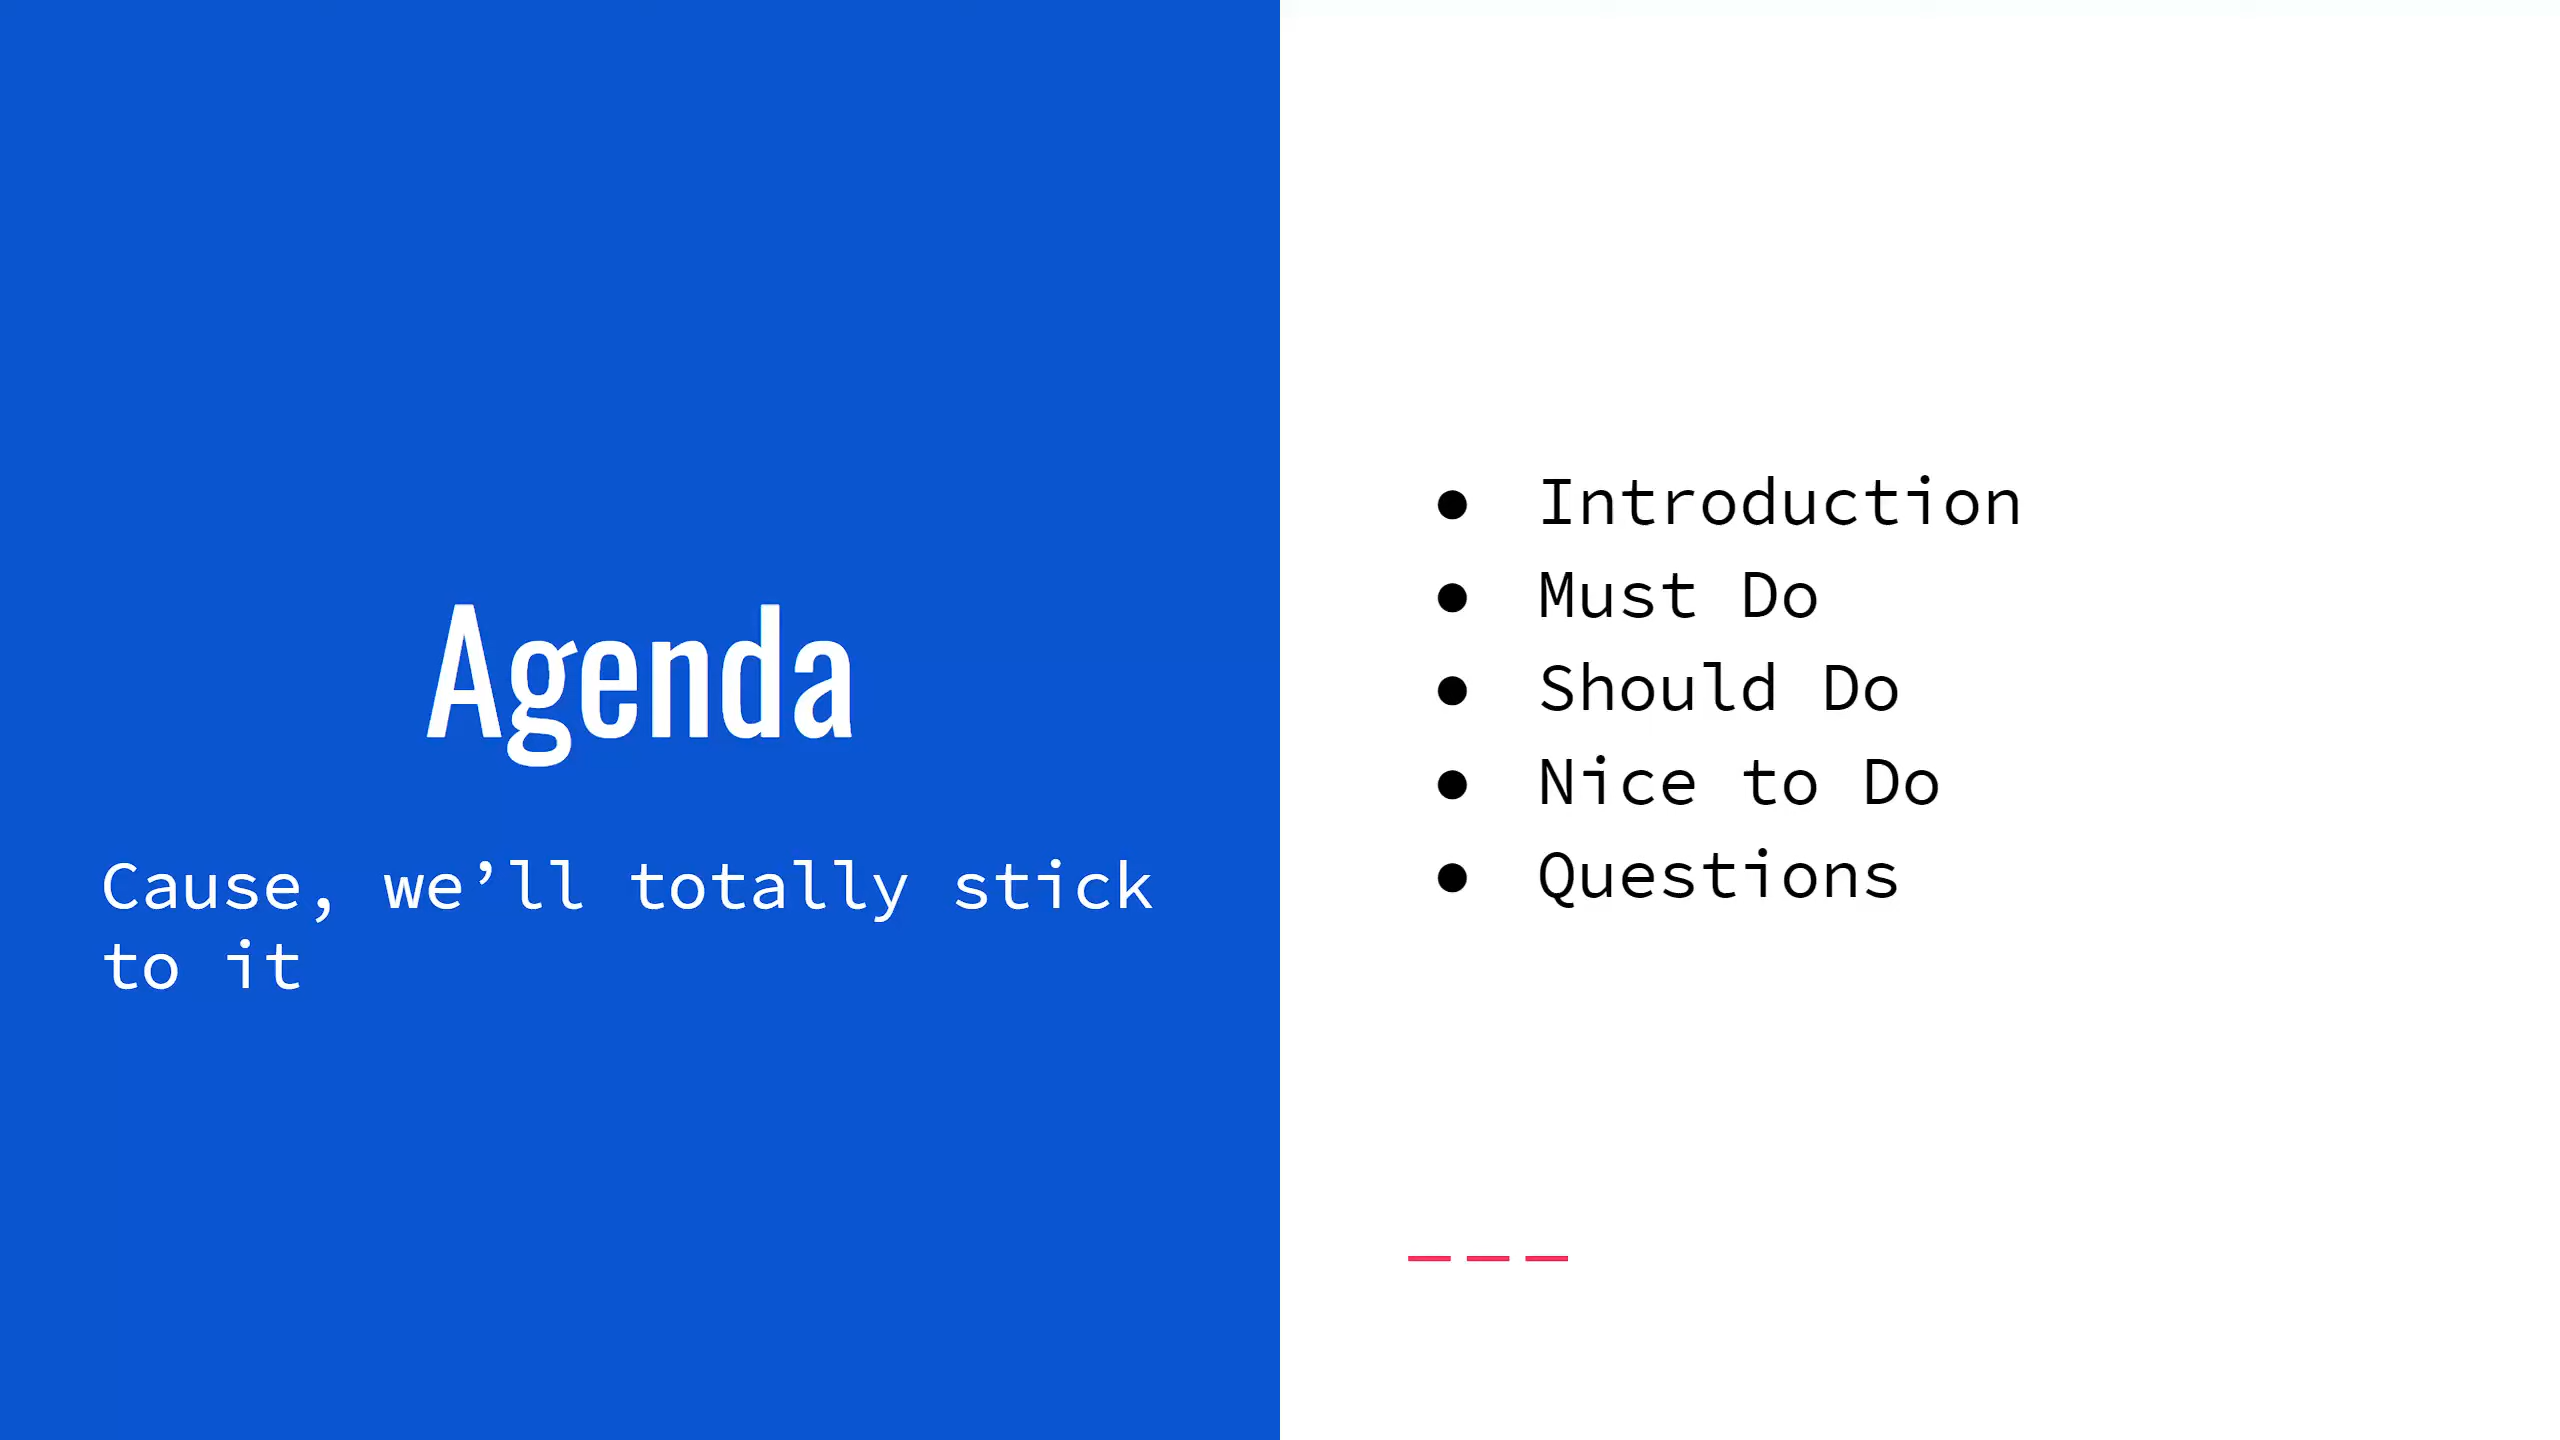 Agenda
Cause, we’ll totally stick
to it
● Introduction
● Must Do
● Should Do
● Nice to Do
● Questions